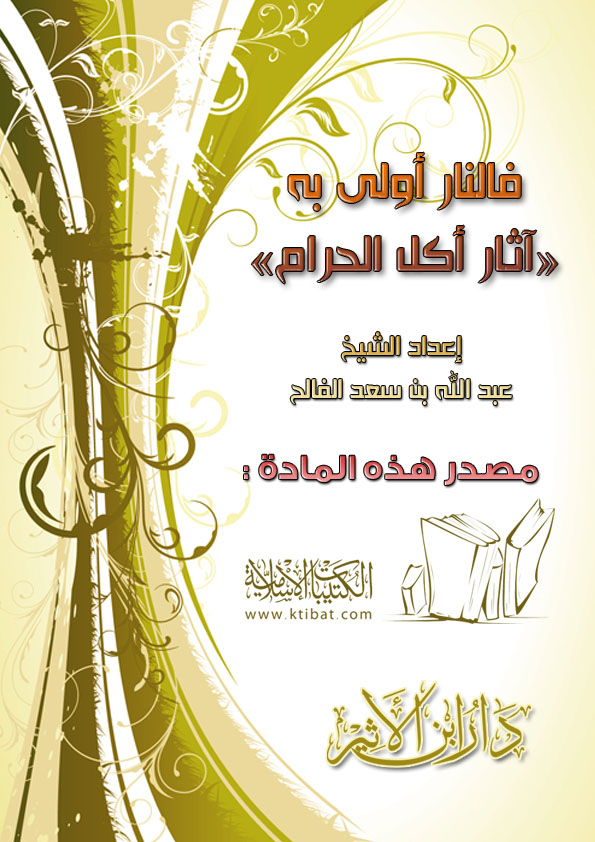 فالنار أولى به
«آثار أكل الحرام»
إعداد الشيخ
عبد الله بن سعد الفالح
مصدر هذه المادة :
الكتيبات الإسلامية
www.ktibat.com
دار ابن الأثير